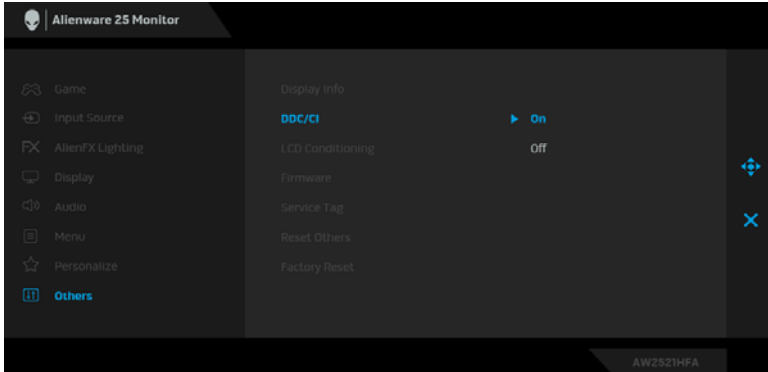 Alienware 25 Monitor
Game
Input Source
FX AlienFX Lighting
Display
Audio
Menu
Personalize
Others
Display Info
DDC/CI On
LCD Conditioning Off
Firmware
Service Tag
Reset Others
Factory Reset
AW2521HFA